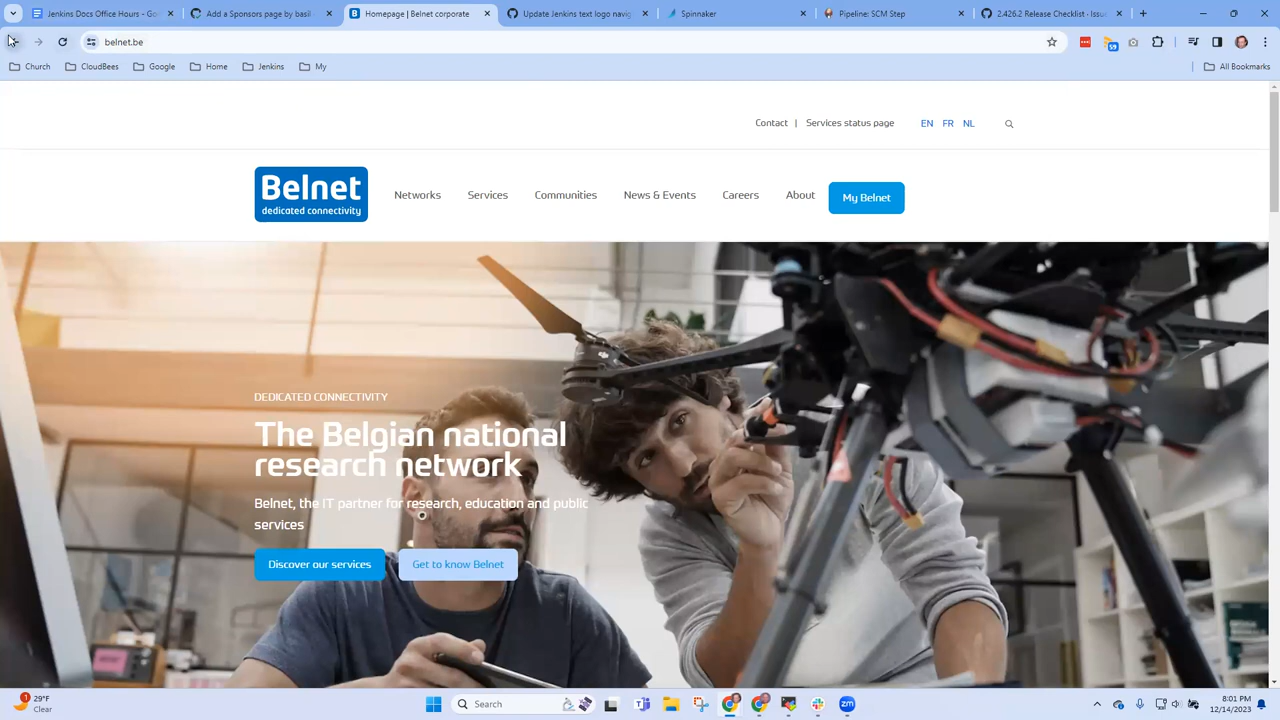 Jenkins Docs Office Hours -
Add a Sponsors page by basil
Homepage | Belnet corporate
Update Jenkins text logo navig
Spinnaker
Pipeline: SCM Step
2.426.2 Release Checklist · Issu
belnet.be
Church
CloudBees
Google
Home
Jenkins
My
All Bookmarks
Contact | Services status page EN FR NL
Belnet
dedicated connectivity
Networks
Services
Communities
News & Events
Careers
About
My Belnet
DEDICATED CONNECTIVITY
The Belgian national
research network
Belnet, the IT partner for research, education and public
services
Discover our services
Get to know Belnet
1
29°F
Clear
Search
zm
8:01 PM
12/14/2023